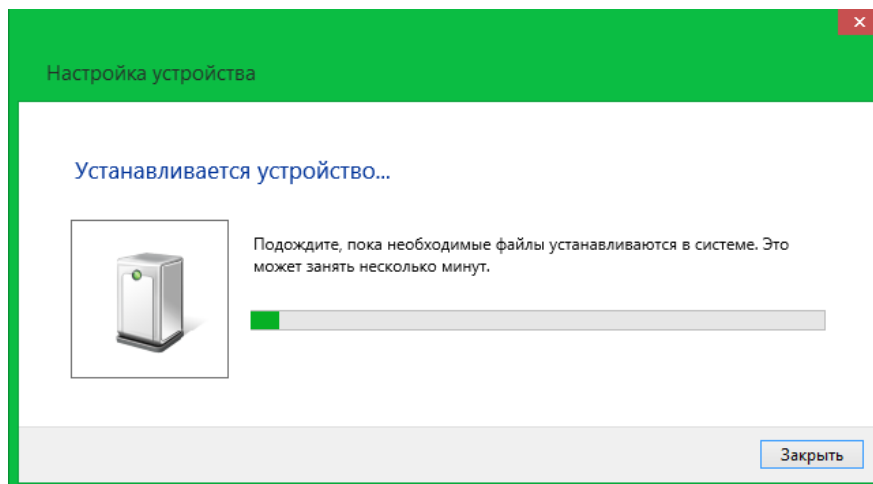 Настройка устройства
Устанавливается устройство...
Подождите, пока необходимые файлы устанавливаются в системе. Это
может занять несколько минут.
Закрыть